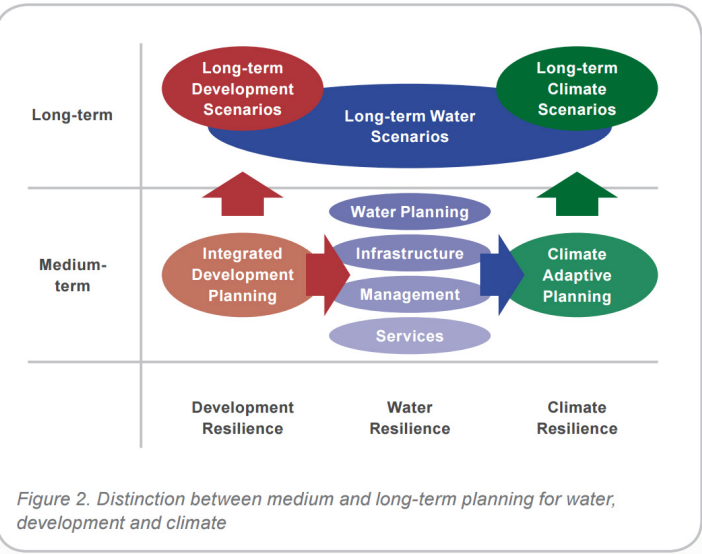 Long-term
Long-term
Development
Scenarios
Long-term Water
Scenarios
Long-term
Climate
Scenarios
Medium-
term
Integrated
Development
Planning
Water Planning
Infrastructure
Management
Services
Climate
Adaptive
Planning
Development
Resilience
Water
Resilience
Climate
Resilience
Figure 2. Distinction between medium and long-term planning for water,
development and climate